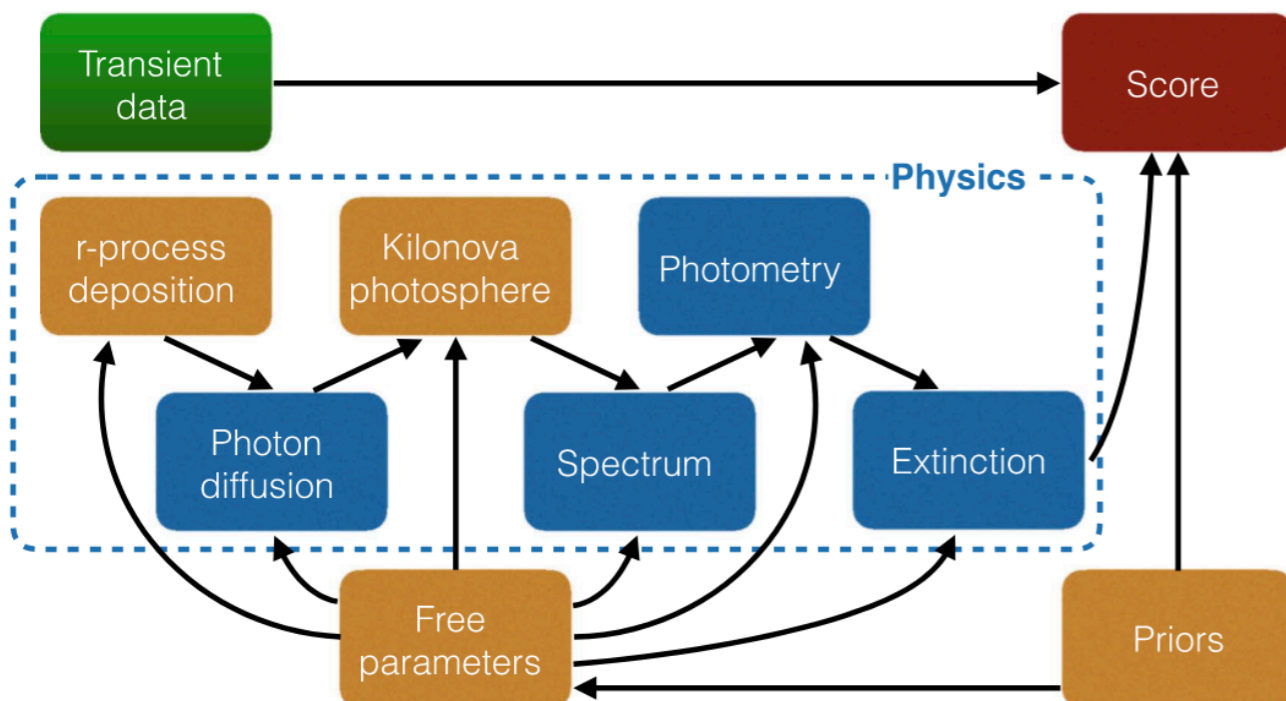 Transient
data
Score
Physics
r-process
deposition
Kilonova
photosphere
Photometry
Photon
diffusion
Spectrum
Extinction
Free
parameters
Priors